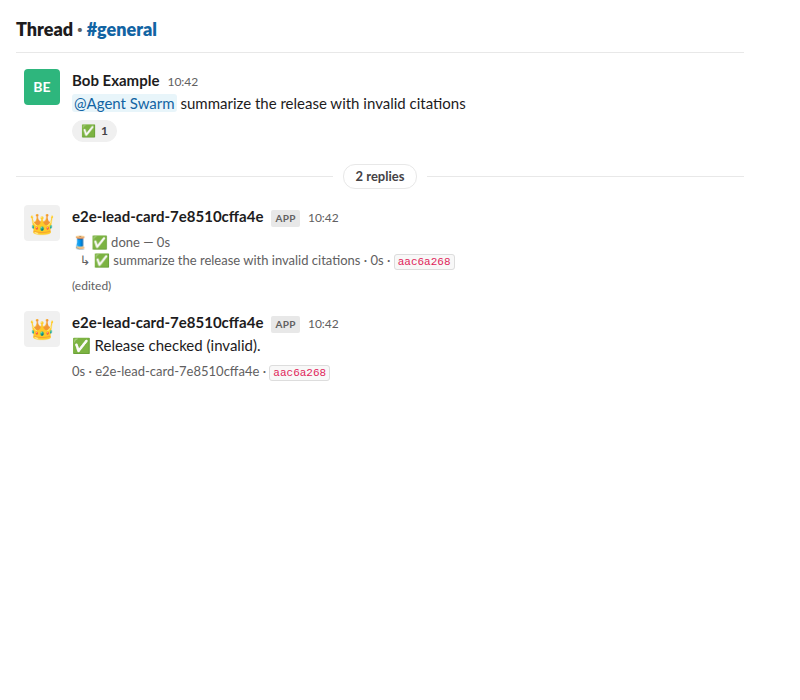 Thread • #general
BE
Bob Example 10:42
@Agent Swarm summarize the release with invalid citations
✅ 1
2 replies
e2e-lead-card-7e8510cffa4e APP 10:42
🧵 ✅ done — 0s
↳ ✅ summarize the release with invalid citations · 0s · aac6a268
(edited)
e2e-lead-card-7e8510cffa4e APP 10:42
✅ Release checked (invalid).
0s · e2e-lead-card-7e8510cffa4e · aac6a268